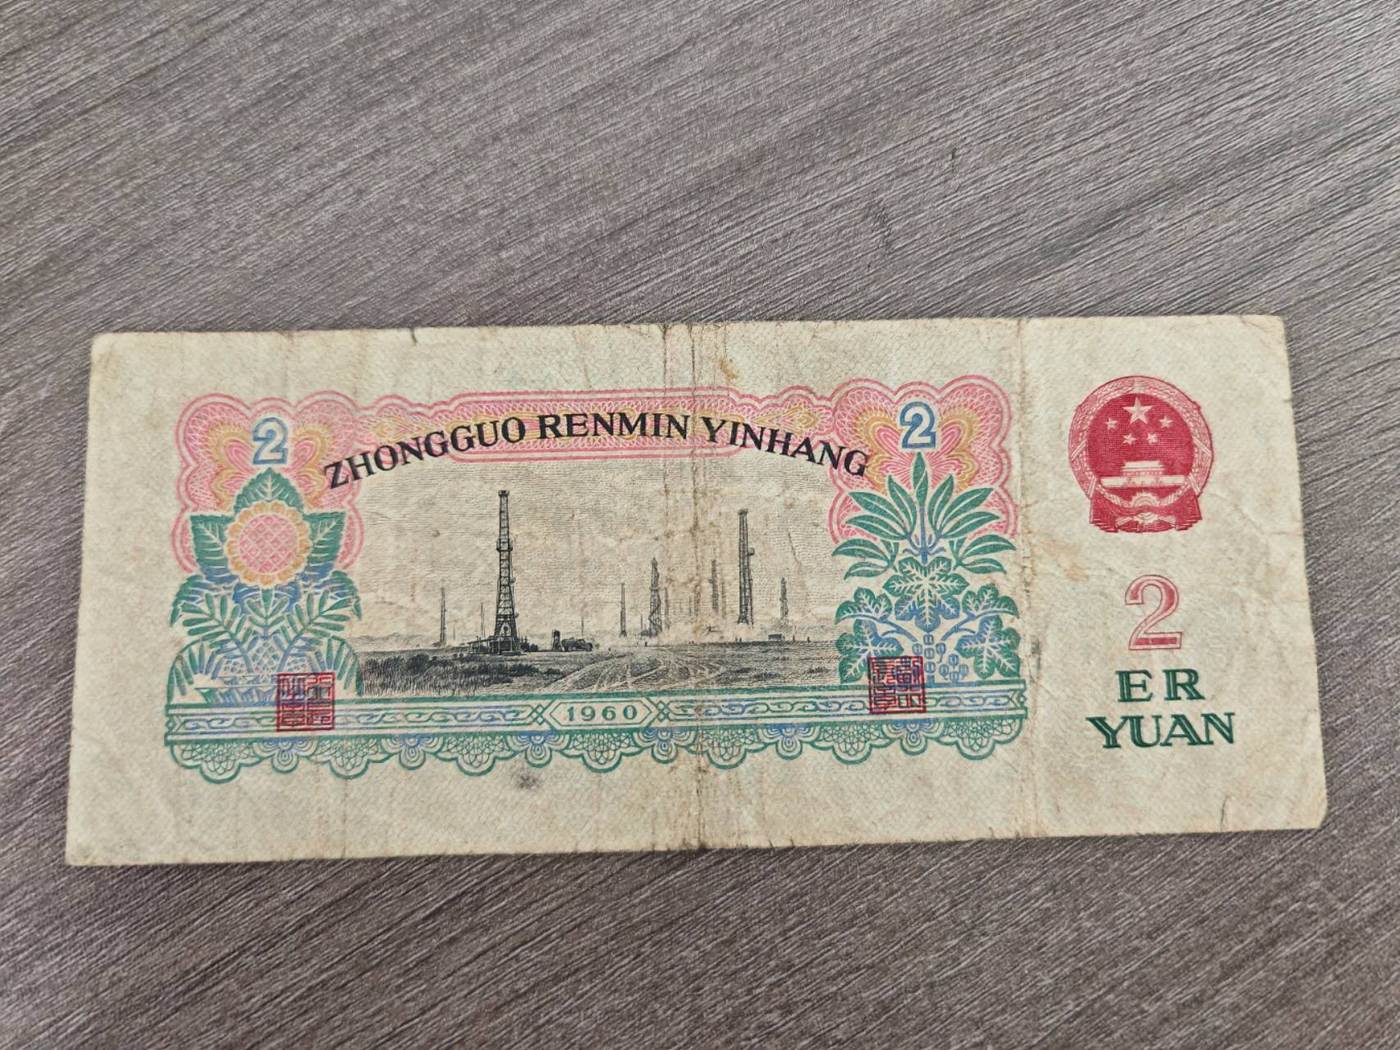 ZHONGGUO RENMIN YINHANG
2
2
1960
2
ER
YUAN